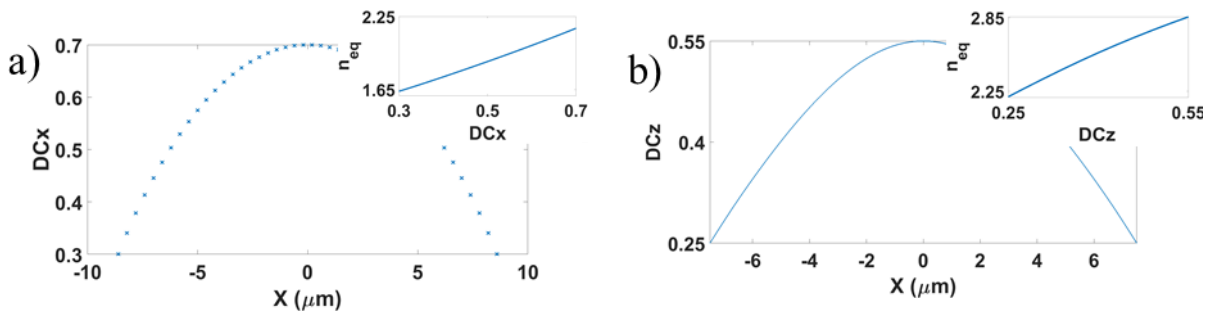 a)
DCx
0.7
0.6
0.5
0.4
0.3
-10 -5 0 5 10
X (μm)
n_eq
2.25
1.65
0.3 0.5 0.7
DCx
b)
DCz
0.55
0.4
0.25
-6 -4 -2 0 2 4 6
X (μm)
n_eq
2.85
2.25
0.25 0.55
DCz